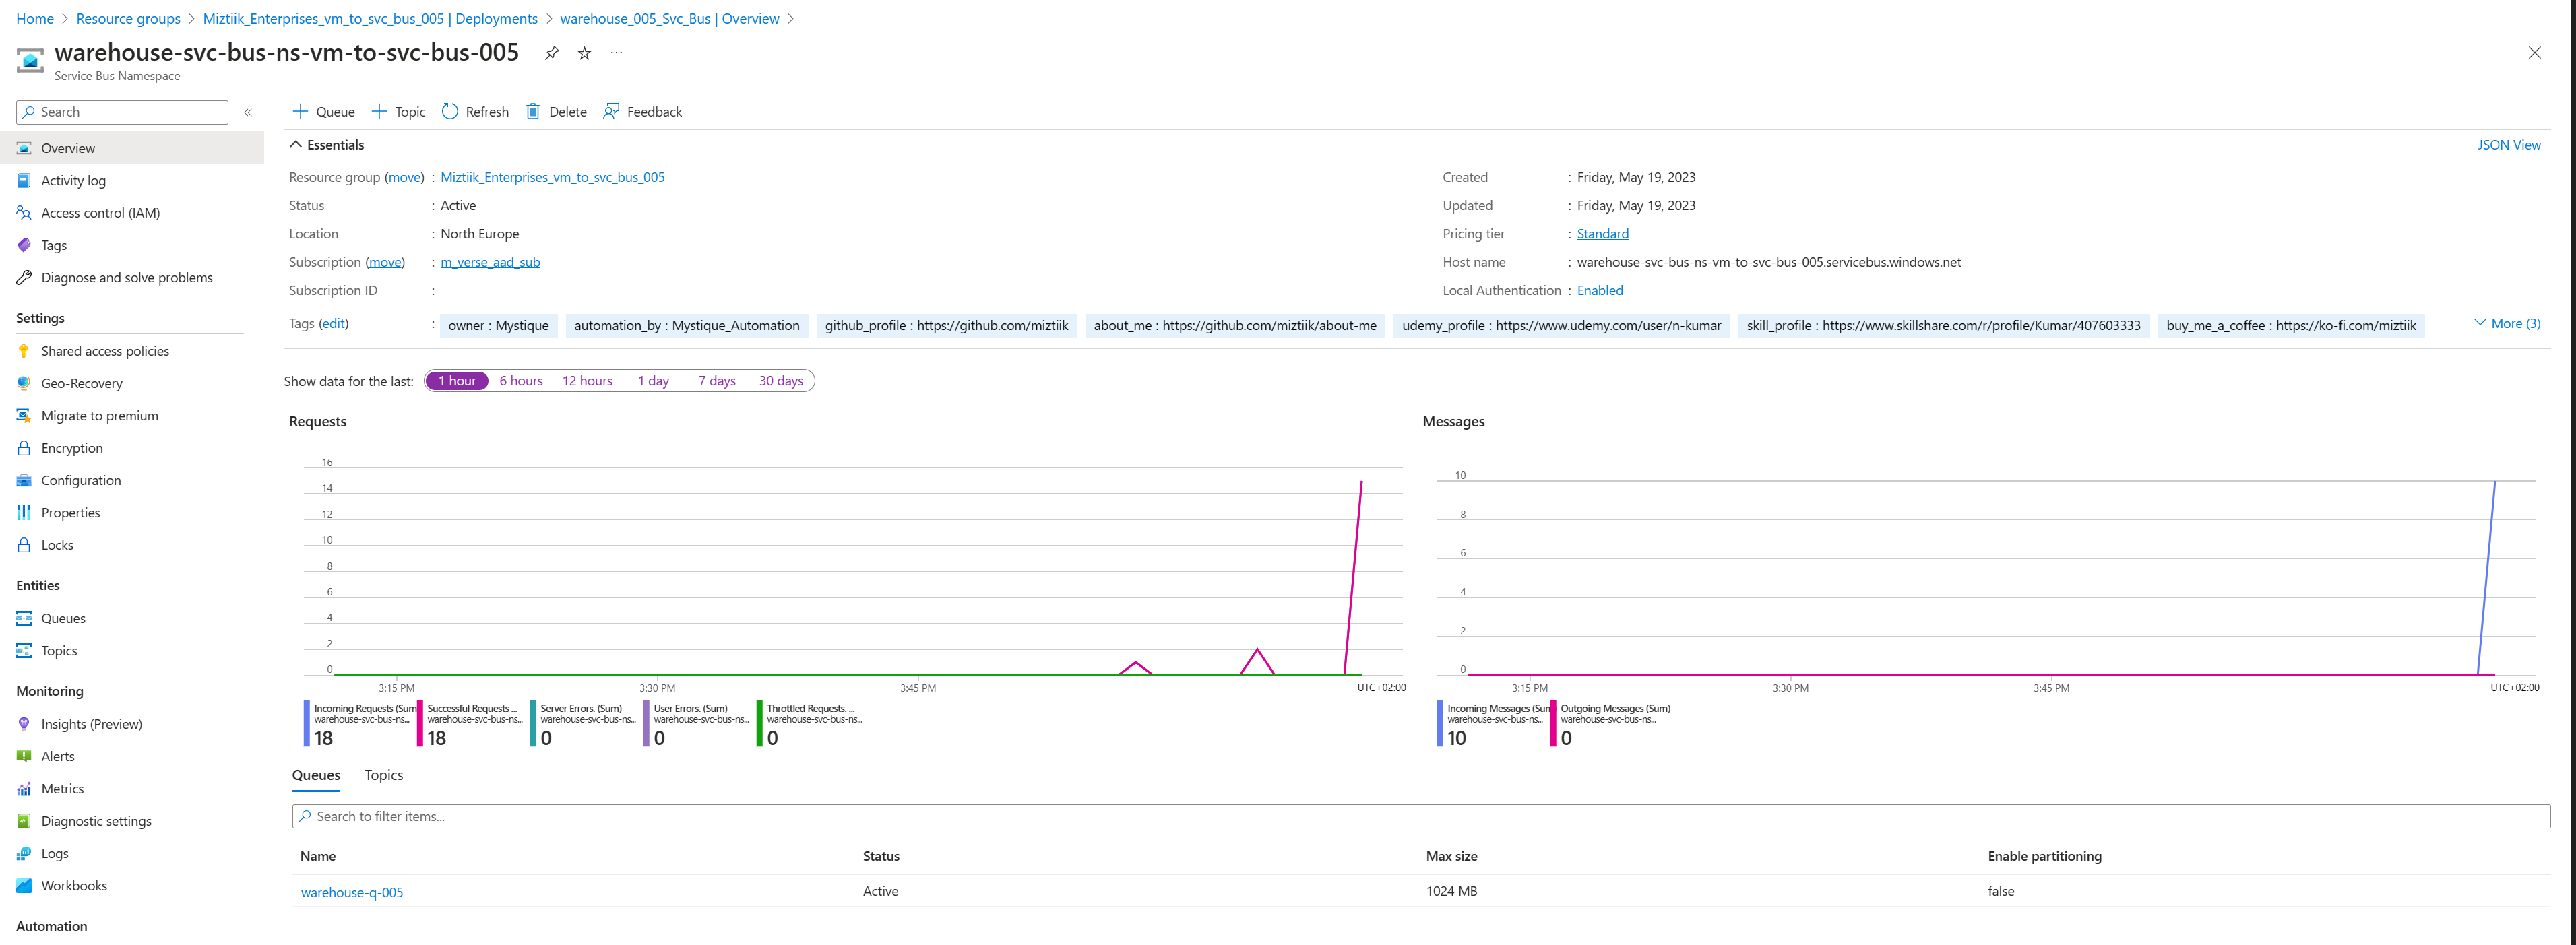 Home > Resource groups > Miztiik_Enterprises_vm_to_svc_bus_005 | Deployments > warehouse_005_Svc_Bus | Overview >
warehouse-svc-bus-ns-vm-to-svc-bus-005 ...
Service Bus Namespace
Search «
Overview
Activity log
Access control (IAM)
Tags
Diagnose and solve problems
Settings
Shared access policies
Geo-Recovery
Migrate to premium
Encryption
Configuration
Properties
Locks
Entities
Queues
Topics
Monitoring
Insights (Preview)
Alerts
Metrics
Diagnostic settings
Logs
Workbooks
Automation
Queue Topic Refresh Delete Feedback
Essentials JSON View
Resource group (move) : Miztiik_Enterprises_vm_to_svc_bus_005
Status : Active
Location : North Europe
Subscription (move) : m_verse_aad_sub
Subscription ID :
Created : Friday, May 19, 2023
Updated : Friday, May 19, 2023
Pricing tier : Standard
Host name : warehouse-svc-bus-ns-vm-to-svc-bus-005.servicebus.windows.net
Local Authentication : Enabled
Tags (edit) : owner : Mystique automation_by : Mystique_Automation github_profile : https://github.com/miztiik about_me : https://github.com/miztiik/about-me udemy_profile : https://www.udemy.com/user/n-kumar skill_profile : https://www.skillshare.com/r/profile/Kumar/407603333 buy_me_a_coffee : https://ko-fi.com/miztiik More (3)
Show data for the last: 1 hour 6 hours 12 hours 1 day 7 days 30 days
Requests
16
14
12
10
8
6
4
2
0
3:15 PM 3:30 PM 3:45 PM UTC+02:00
Incoming Requests (Sum Successful Requests ... Server Errors. (Sum) User Errors. (Sum) Throttled Requests. ...
warehouse-svc-bus-ns... warehouse-svc-bus-ns... warehouse-svc-bus-ns... warehouse-svc-bus-ns... warehouse-svc-bus-ns...
18 18 0 0 0
Messages
10
8
6
4
2
0
3:15 PM 3:30 PM 3:45 PM UTC+02:00
Incoming Messages (Sum Outgoing Messages (Sum)
warehouse-svc-bus-ns... warehouse-svc-bus-ns...
10 0
Queues Topics
Search to filter items...
Name Status Max size Enable partitioning
warehouse-q-005 Active 1024 MB false